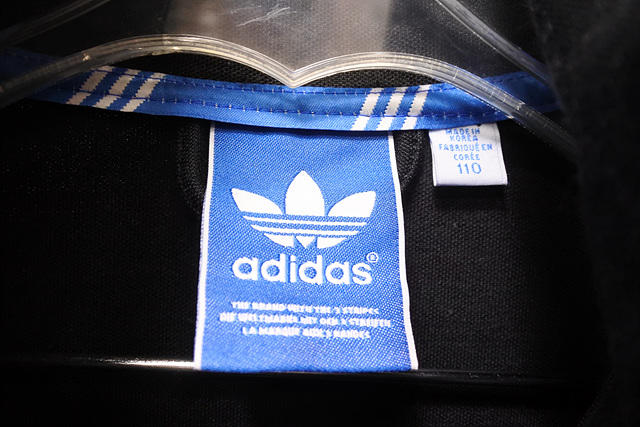 MADE IN
KOREA
FABRIQUÉ EN
CORÉE
110
adidas®
THE BRAND WITH THE 3 STRIPES
DIE WELTMARKE MIT DEN 3 STREIFEN
LA MARQUE AUX 3 BANDES